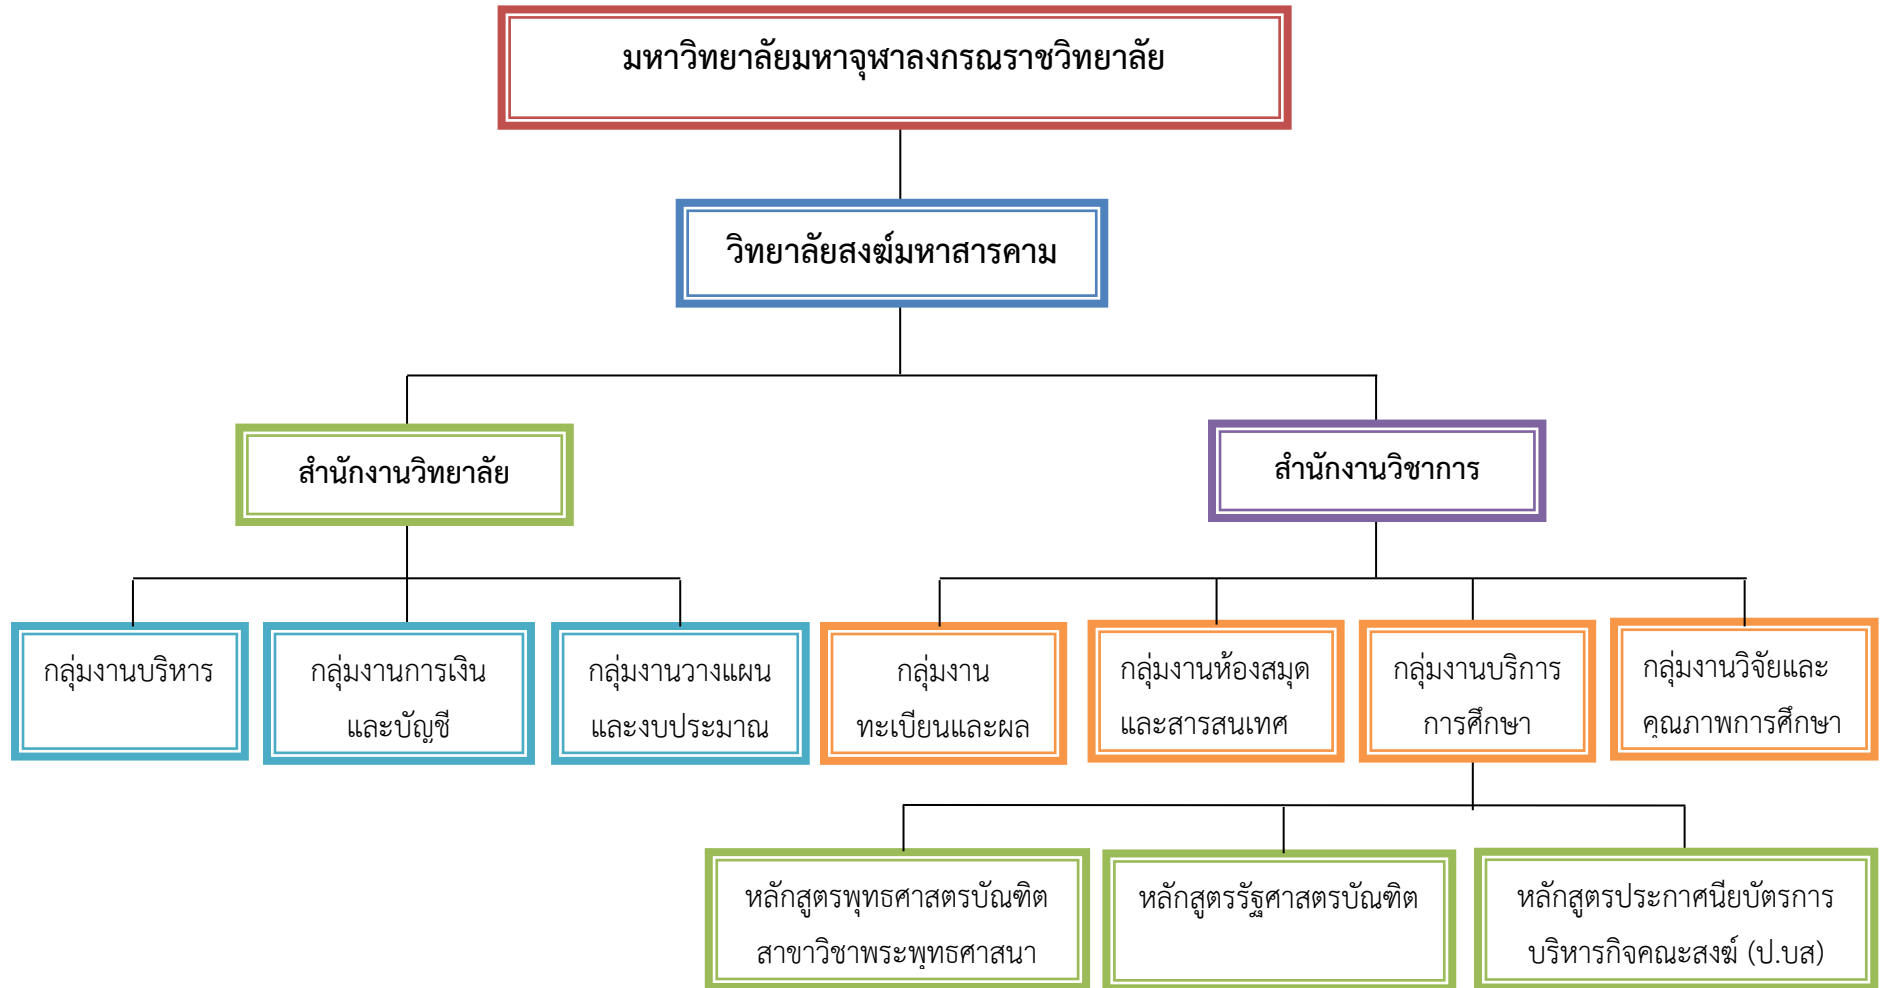 มหาวิทยาลัยมหาจุฬาลงกรณราชวิทยาลัย
วิทยาลัยสงฆ์มหาสารคาม
สำนักงานวิทยาลัย
สำนักงานวิชาการ
กลุ่มงานบริหาร
กลุ่มงานการเงิน
และบัญชี
กลุ่มงานวางแผน
และงบประมาณ
กลุ่มงาน
ทะเบียนและผล
กลุ่มงานห้องสมุด
และสารสนเทศ
กลุ่มงานบริการ
การศึกษา
กลุ่มงานวิจัยและ
คุณภาพการศึกษา
หลักสูตรพุทธศาสตรบัณฑิต
สาขาวิชาพระพุทธศาสนา
หลักสูตรรัฐศาสตรบัณฑิต
หลักสูตรประกาศนียบัตรการ
บริหารกิจคณะสงฆ์ (ป.บส)